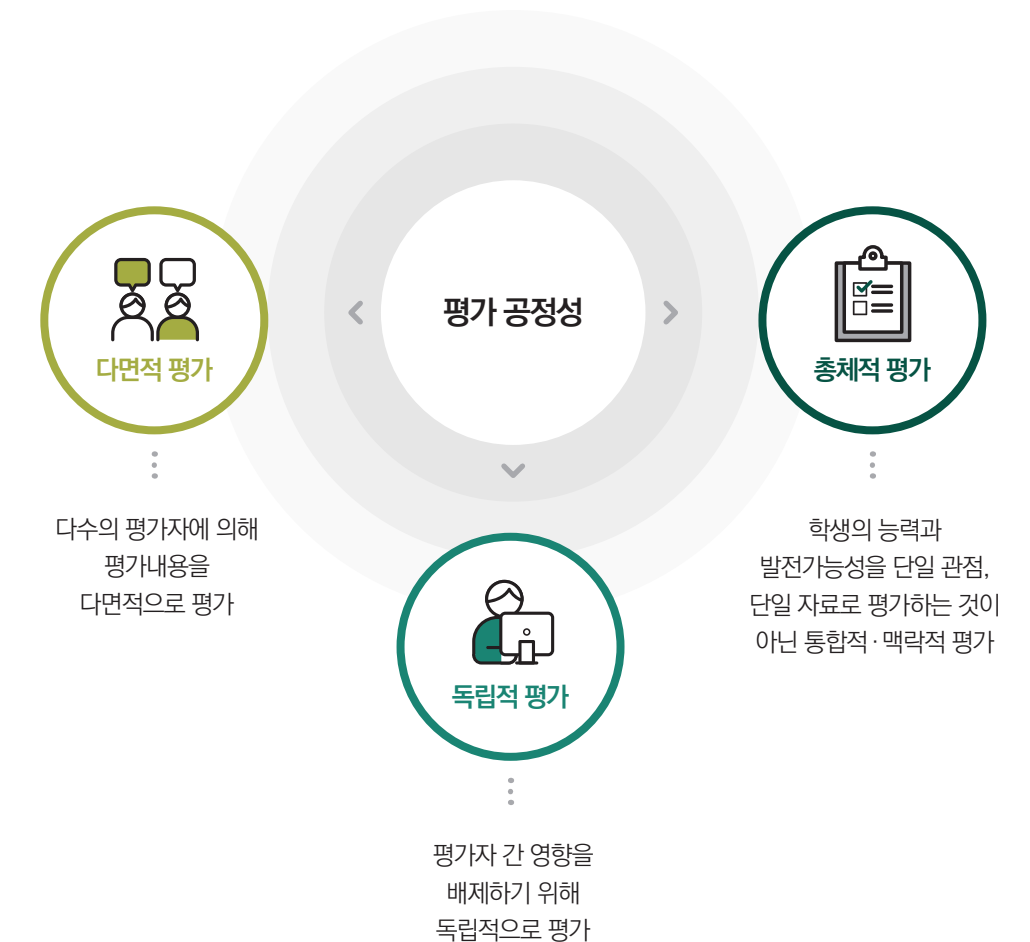 평가 공정성
다면적 평가
다수의 평가자에 의해
평가내용을
다면적으로 평가
독립적 평가
평가자 간 영향을
배제하기 위해
독립적으로 평가
총체적 평가
학생의 능력과
발전가능성을 단일 관점,
단일 자료로 평가하는 것이
아닌 통합적·맥락적 평가